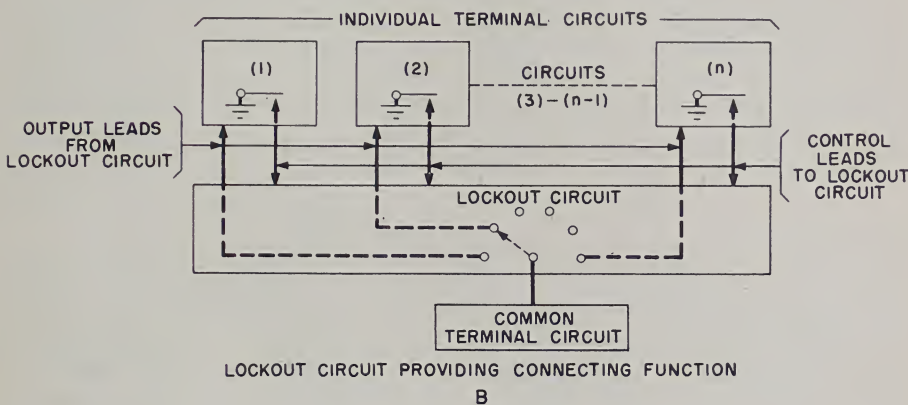 INDIVIDUAL TERMINAL CIRCUITS
(1)
(2)
CIRCUITS
(3)-(n-1)
(n)
OUTPUT LEADS
FROM
LOCKOUT CIRCUIT
CONTROL
LEADS
TO LOCKOUT
CIRCUIT
LOCKOUT CIRCUIT
COMMON
TERMINAL CIRCUIT
LOCKOUT CIRCUIT PROVIDING CONNECTING FUNCTION
B